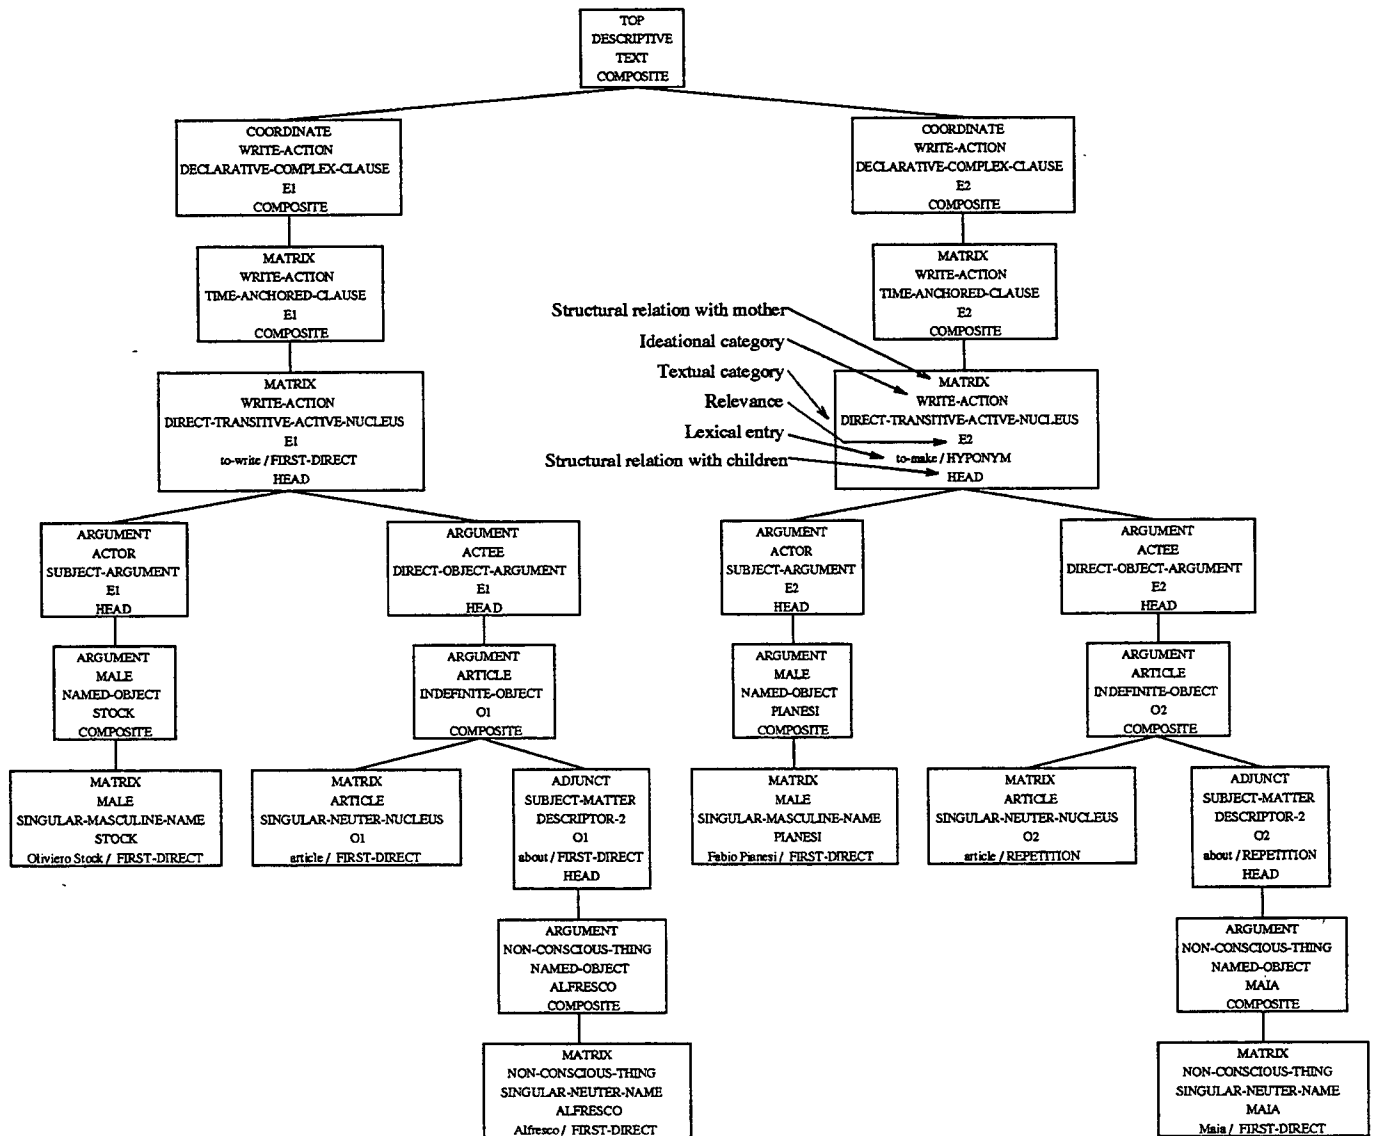 TOP
DESCRIPTIVE
TEXT
COMPOSITE
COORDINATE
WRITE-ACTION
DECLARATIVE-COMPLEX-CLAUSE
E1
COMPOSITE
COORDINATE
WRITE-ACTION
DECLARATIVE-COMPLEX-CLAUSE
E2
COMPOSITE
MATRIX
WRITE-ACTION
TIME-ANCHORED-CLAUSE
E1
COMPOSITE
MATRIX
WRITE-ACTION
TIME-ANCHORED-CLAUSE
E2
COMPOSITE
Structural relation with mother
Ideational category
Textual category
Relevance
Lexical entry
Structural relation with children
MATRIX
WRITE-ACTION
DIRECT-TRANSITIVE-ACTIVE-NUCLEUS
E1
to-write / FIRST-DIRECT
HEAD
MATRIX
WRITE-ACTION
DIRECT-TRANSITIVE-ACTIVE-NUCLEUS
E2
to-make / HYPONYM
HEAD
ARGUMENT
ACTOR
SUBJECT-ARGUMENT
E1
HEAD
ARGUMENT
ACTEE
DIRECT-OBJECT-ARGUMENT
E1
HEAD
ARGUMENT
ACTOR
SUBJECT-ARGUMENT
E2
HEAD
ARGUMENT
ACTEE
DIRECT-OBJECT-ARGUMENT
E2
HEAD
ARGUMENT
MALE
NAMED-OBJECT
STOCK
COMPOSITE
ARGUMENT
ARTICLE
INDEFINITE-OBJECT
O1
COMPOSITE
ARGUMENT
MALE
NAMED-OBJECT
PIANESI
COMPOSITE
ARGUMENT
ARTICLE
INDEFINITE-OBJECT
O2
COMPOSITE
MATRIX
MALE
SINGULAR-MASCULINE-NAME
STOCK
Oliviero Stock / FIRST-DIRECT
MATRIX
ARTICLE
SINGULAR-NEUTER-NUCLEUS
O1
article / FIRST-DIRECT
ADJUNCT
SUBJECT-MATTER
DESCRIPTOR-2
O1
about / FIRST-DIRECT
HEAD
MATRIX
MALE
SINGULAR-MASCULINE-NAME
PIANESI
Fabio Pianesi / FIRST-DIRECT
MATRIX
ARTICLE
SINGULAR-NEUTER-NUCLEUS
O2
article / REPETITION
ADJUNCT
SUBJECT-MATTER
DESCRIPTOR-2
O2
about / REPETITION
HEAD
ARGUMENT
NON-CONSCIOUS-THING
NAMED-OBJECT
ALFRESCO
COMPOSITE
ARGUMENT
NON-CONSCIOUS-THING
NAMED-OBJECT
MAIA
COMPOSITE
MATRIX
NON-CONSCIOUS-THING
SINGULAR-NEUTER-NAME
ALFRESCO
Alfresco / FIRST-DIRECT
MATRIX
NON-CONSCIOUS-THING
SINGULAR-NEUTER-NAME
MAIA
Maia / FIRST-DIRECT